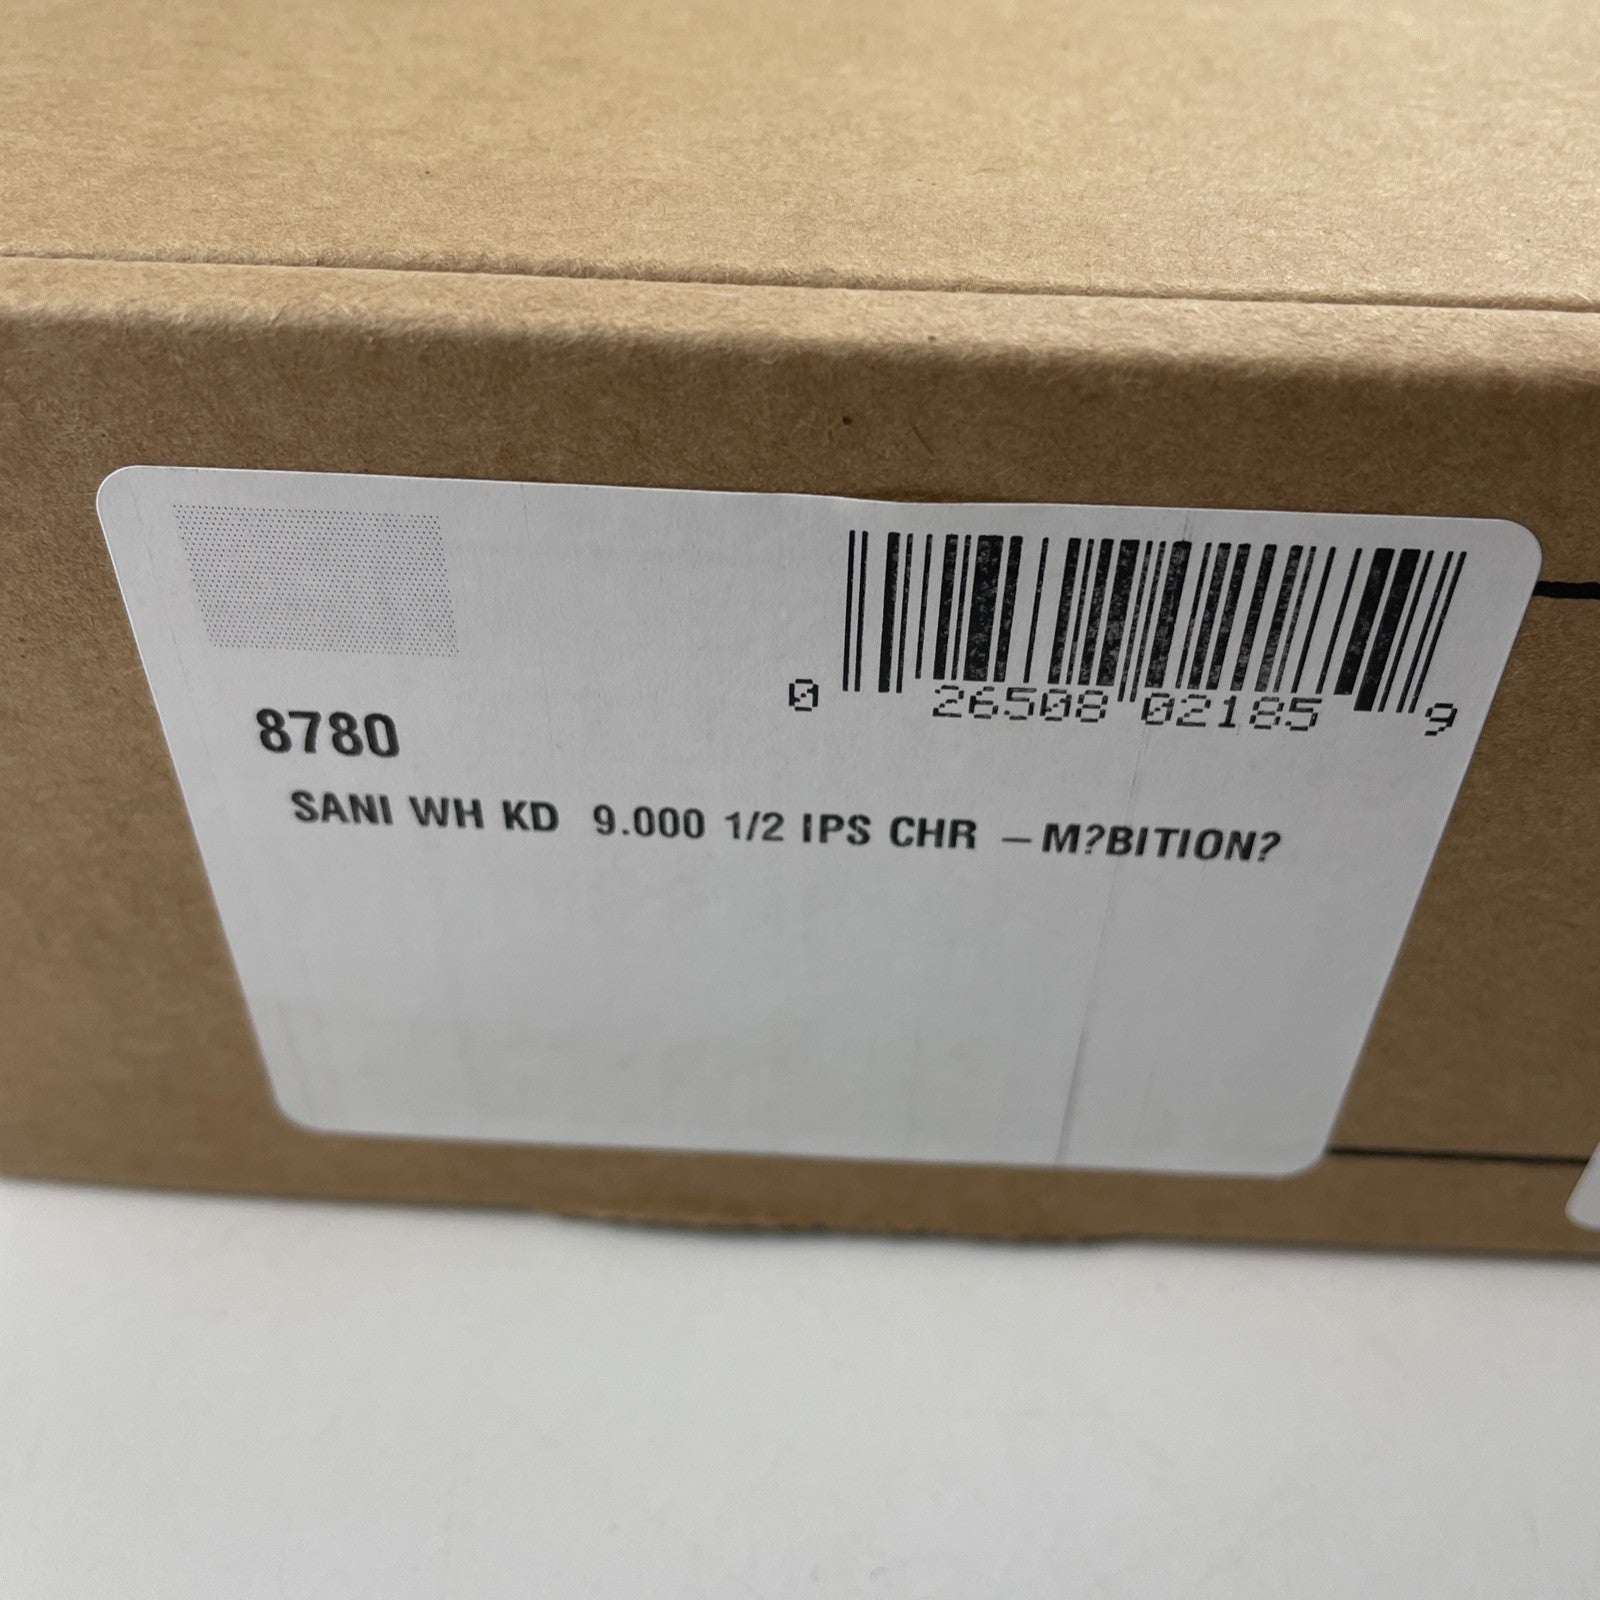 0 26508 02185 9
8780
SANI WH KD 9.000 1/2 IPS CHR – M?BITION?